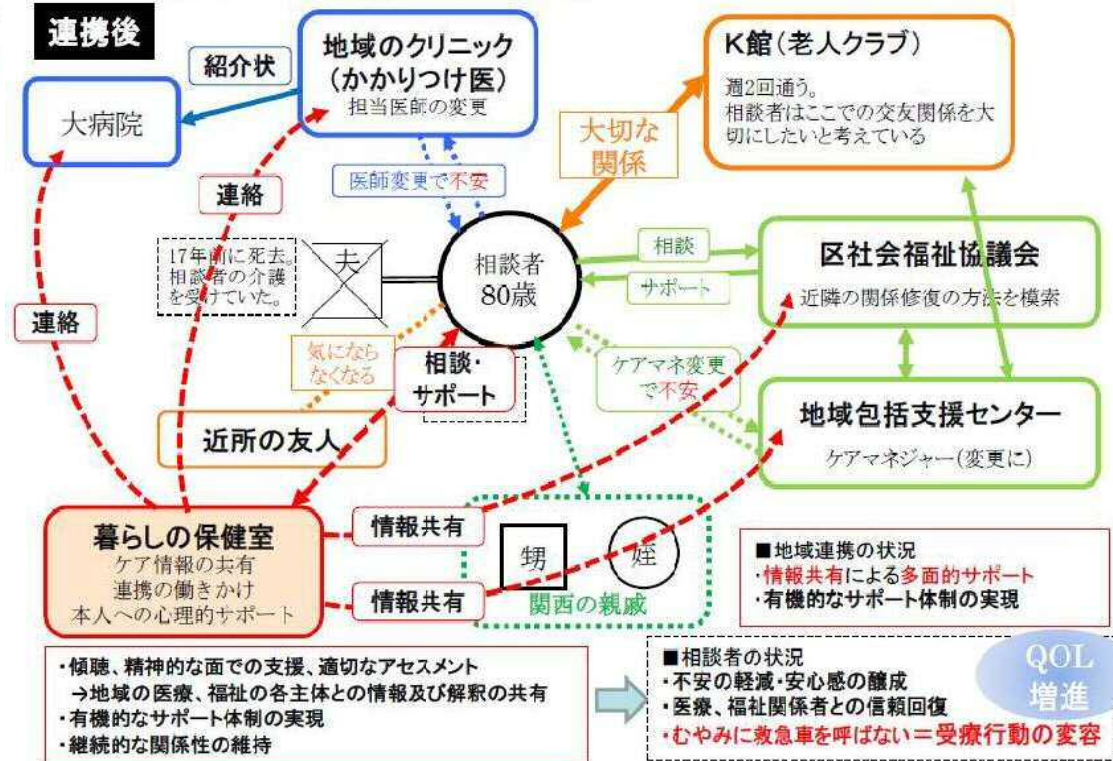 連携後
地域のクリニック
(かかりつけ医)
担当医師の変更
紹介状
大病院
K館(老人クラブ)
週2回通う。
相談者はここでの交友関係を大
切にしたいと考えている
大切な
関係
連絡
医師変更で不安
17年前に死去。
相談者の介護
を受けていた。
夫
相談者
80歳
相談
サポート
区社会福祉協議会
近隣の関係修復の方法を模索
連絡
気になら
なくなる
相談・
サポート
ケアマネ変更
で不安
地域包括支援センター
ケアマネジャー(変更に)
近所の友人
暮らしの保健室
ケア情報の共有
連携の働きかけ
本人への心理的サポート
情報共有
情報共有
甥
姪
関西の親戚
■地域連携の状況
・情報共有による多面的サポート
・有機的なサポート体制の実現
・傾聴、精神的な面での支援、適切なアセスメント
→地域の医療、福祉の各主体との情報及び解釈の共有
・有機的なサポート体制の実現
・継続的な関係性の維持
■相談者の状況
・不安の軽減・安心感の醸成
・医療、福祉関係者との信頼回復
・むやみに救急車を呼ばない＝受療行動の変容
QOL
増進